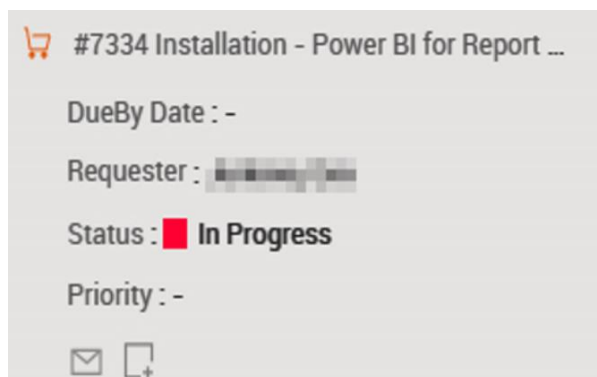 #7334 Installation - Power BI for Report ...
DueBy Date : -
Requester :
Status : In Progress
Priority : -